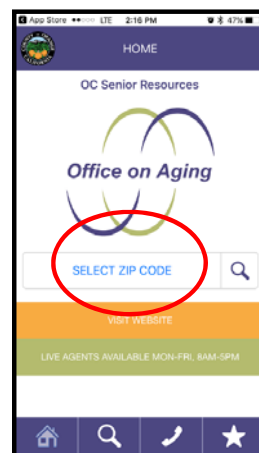 App Store LTE 2:16 PM 47%
HOME
OC Senior Resources
Office on Aging
SELECT ZIP CODE
VISIT WEBSITE
LIVE AGENTS AVAILABLE MON-FRI, 8AM-5PM